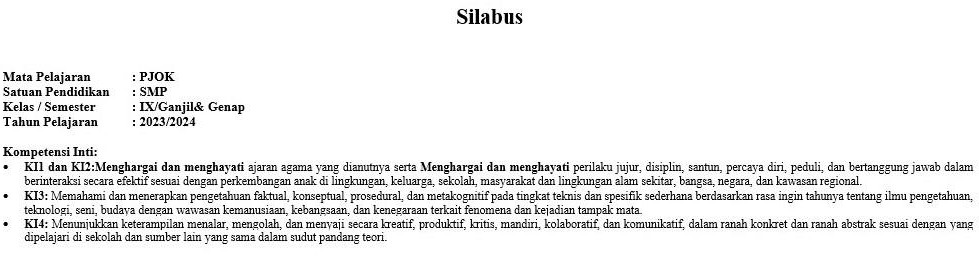 Silabus
Mata Pelajaran : PJOK
Satuan Pendidikan : SMP
Kelas / Semester : IX/Ganjil& Genap
Tahun Pelajaran : 2023/2024
Kompetensi Inti:
• KI1 dan KI2:Menghargai dan menghayati ajaran agama yang dianutnya serta Menghargai dan menghayati perilaku jujur, disiplin, santun, percaya diri, peduli, dan bertanggung jawab dalam
berinteraksi secara efektif sesuai dengan perkembangan anak di lingkungan, keluarga, sekolah, masyarakat dan lingkungan alam sekitar, bangsa, negara, dan kawasan regional.
• KI3: Memahami dan menerapkan pengetahuan faktual, konseptual, prosedural, dan metakognitif pada tingkat teknis dan spesifik sederhana berdasarkan rasa ingin tahunya tentang ilmu pengetahuan,
teknologi, seni, budaya dengan wawasan kemanusiaan, kebangsaan, dan kenegaraan terkait fenomena dan kejadian tampak mata.
• KI4: Menunjukkan keterampilan menalar, mengolah, dan menyaji secara kreatif, produktif, kritis, mandiri, kolaboratif, dan komunikatif, dalam ranah konkret dan ranah abstrak sesuai dengan yang
dipelajari di sekolah dan sumber lain yang sama dalam sudut pandang teori.